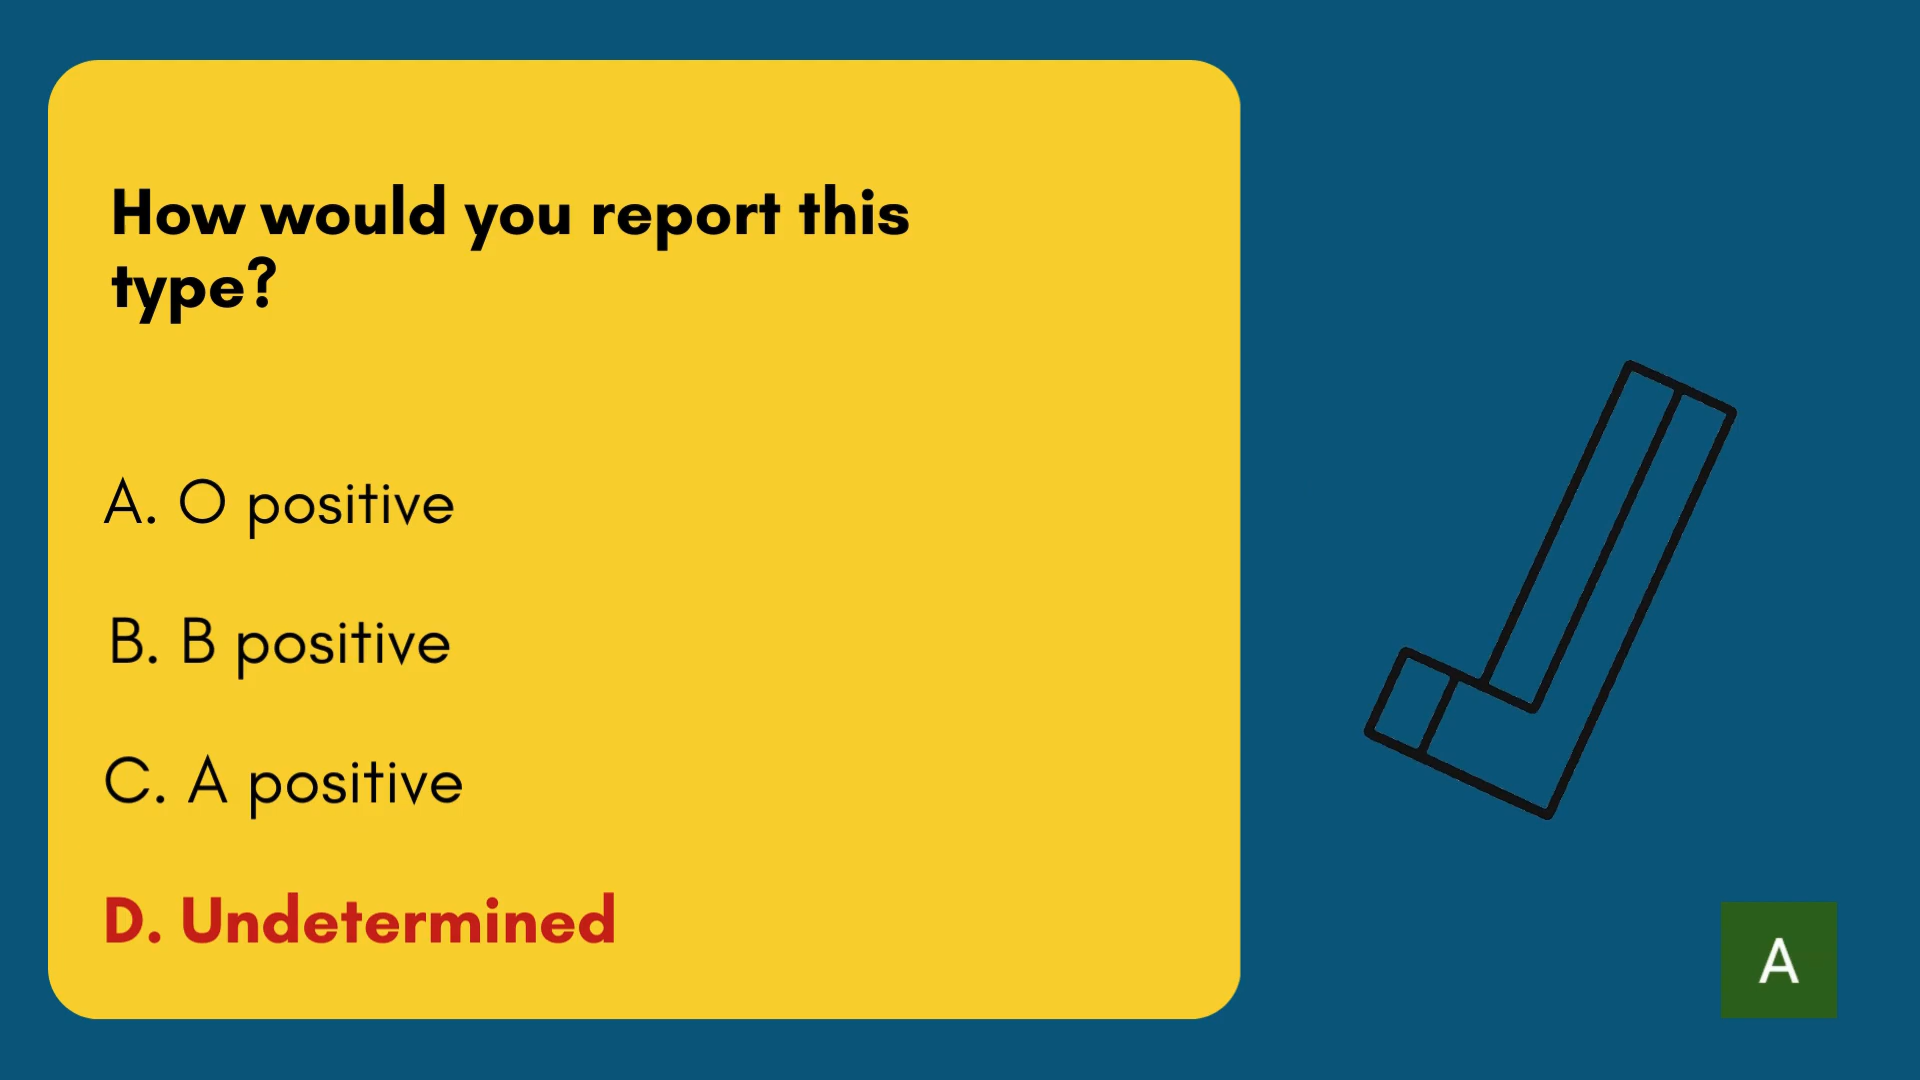 How would you report this
type?
A. O positive
B. B positive
C. A positive
D. Undetermined
A